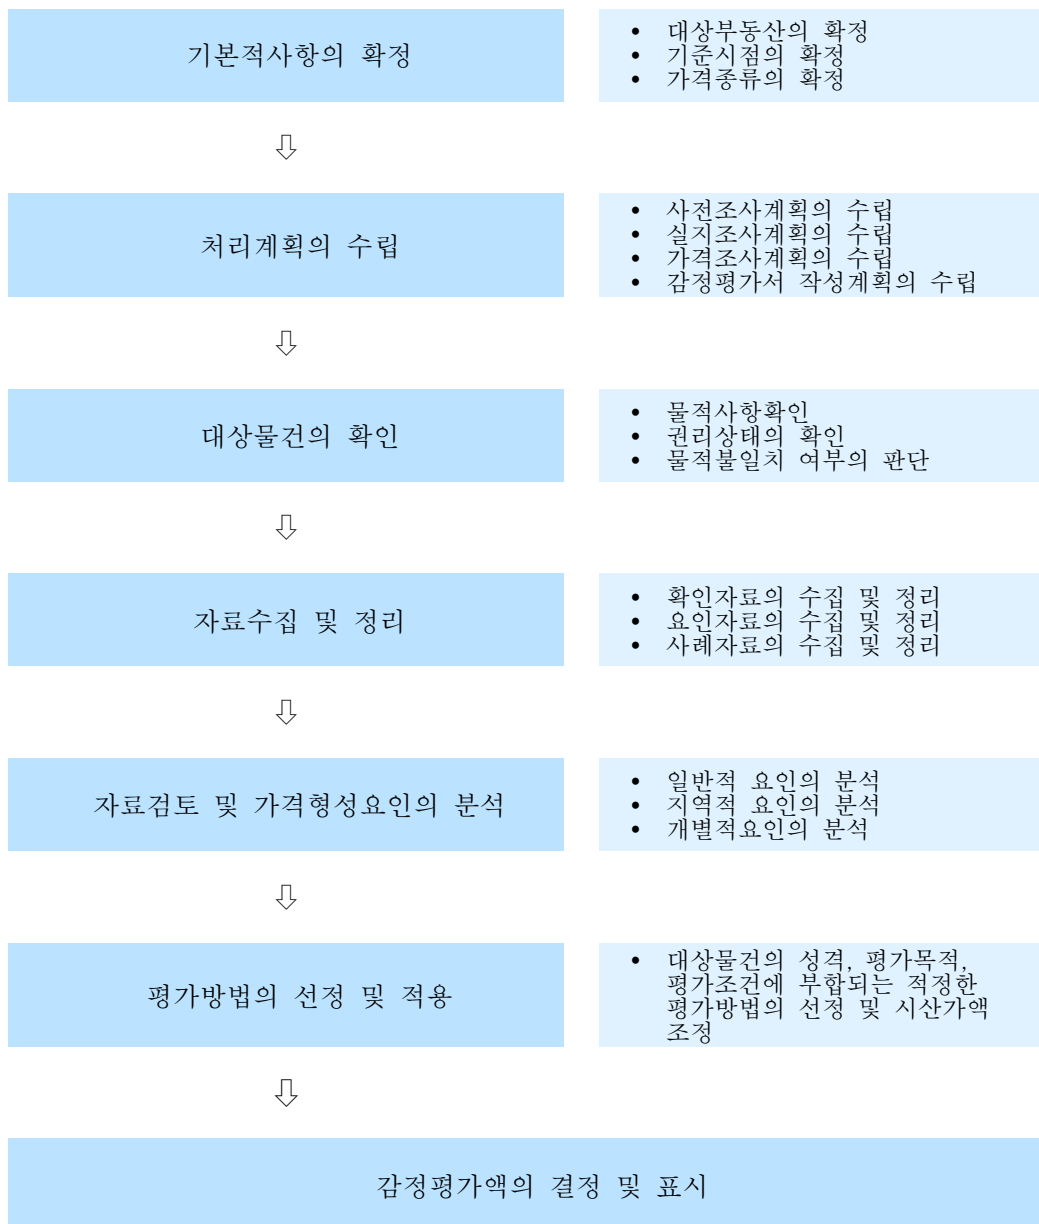 기본적사항의 확정
• 대상부동산의 확정
• 기준시점의 확정
• 가격종류의 확정
⇩
처리계획의 수립
• 사전조사계획의 수립
• 실지조사계획의 수립
• 가격조사계획의 수립
• 감정평가서 작성계획의 수립
⇩
대상물건의 확인
• 물적사항확인
• 권리상태의 확인
• 물적불일치 여부의 판단
⇩
자료수집 및 정리
• 확인자료의 수집 및 정리
• 요인자료의 수집 및 정리
• 사례자료의 수집 및 정리
⇩
자료검토 및 가격형성요인의 분석
• 일반적 요인의 분석
• 지역적 요인의 분석
• 개별적요인의 분석
⇩
평가방법의 선정 및 적용
• 대상물건의 성격, 평가목적,
평가조건에 부합되는 적정한
평가방법의 선정 및 시산가액
조정
⇩
감정평가액의 결정 및 표시